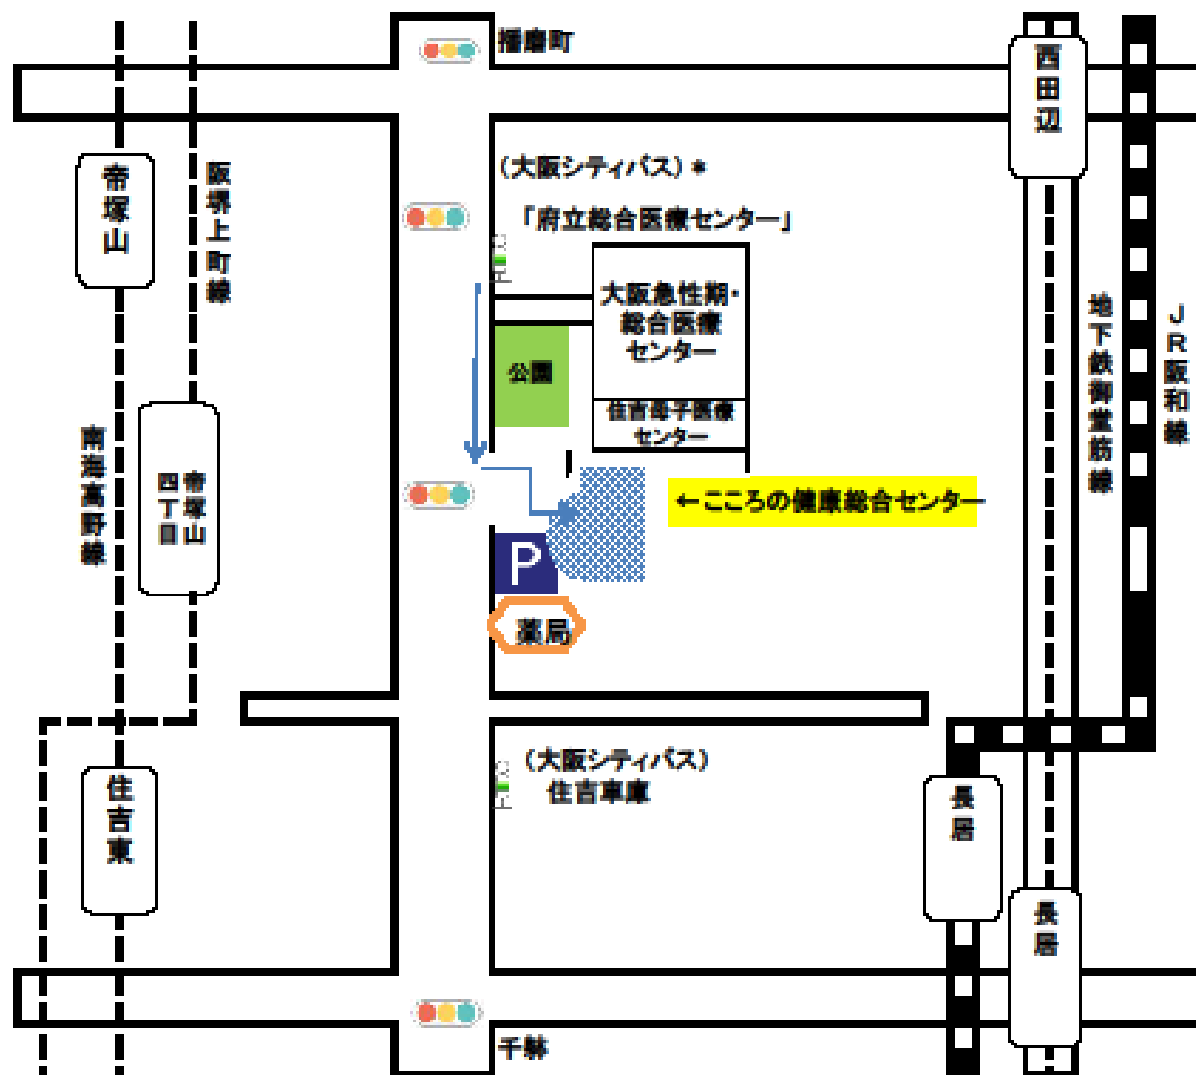 播磨町
西田辺
(大阪シティバス)*
「府立総合医療センター」
帝塚山
阪堺上町線
大阪急性期・
総合医療
センター
公園
住吉母子医療
センター
地下鉄御堂筋線
JR阪和線
南海高野線
帝塚山
四丁目
←こころの健康総合センター
P
薬局
(大阪シティバス)
住吉車庫
住吉東
長居
長居
千躰